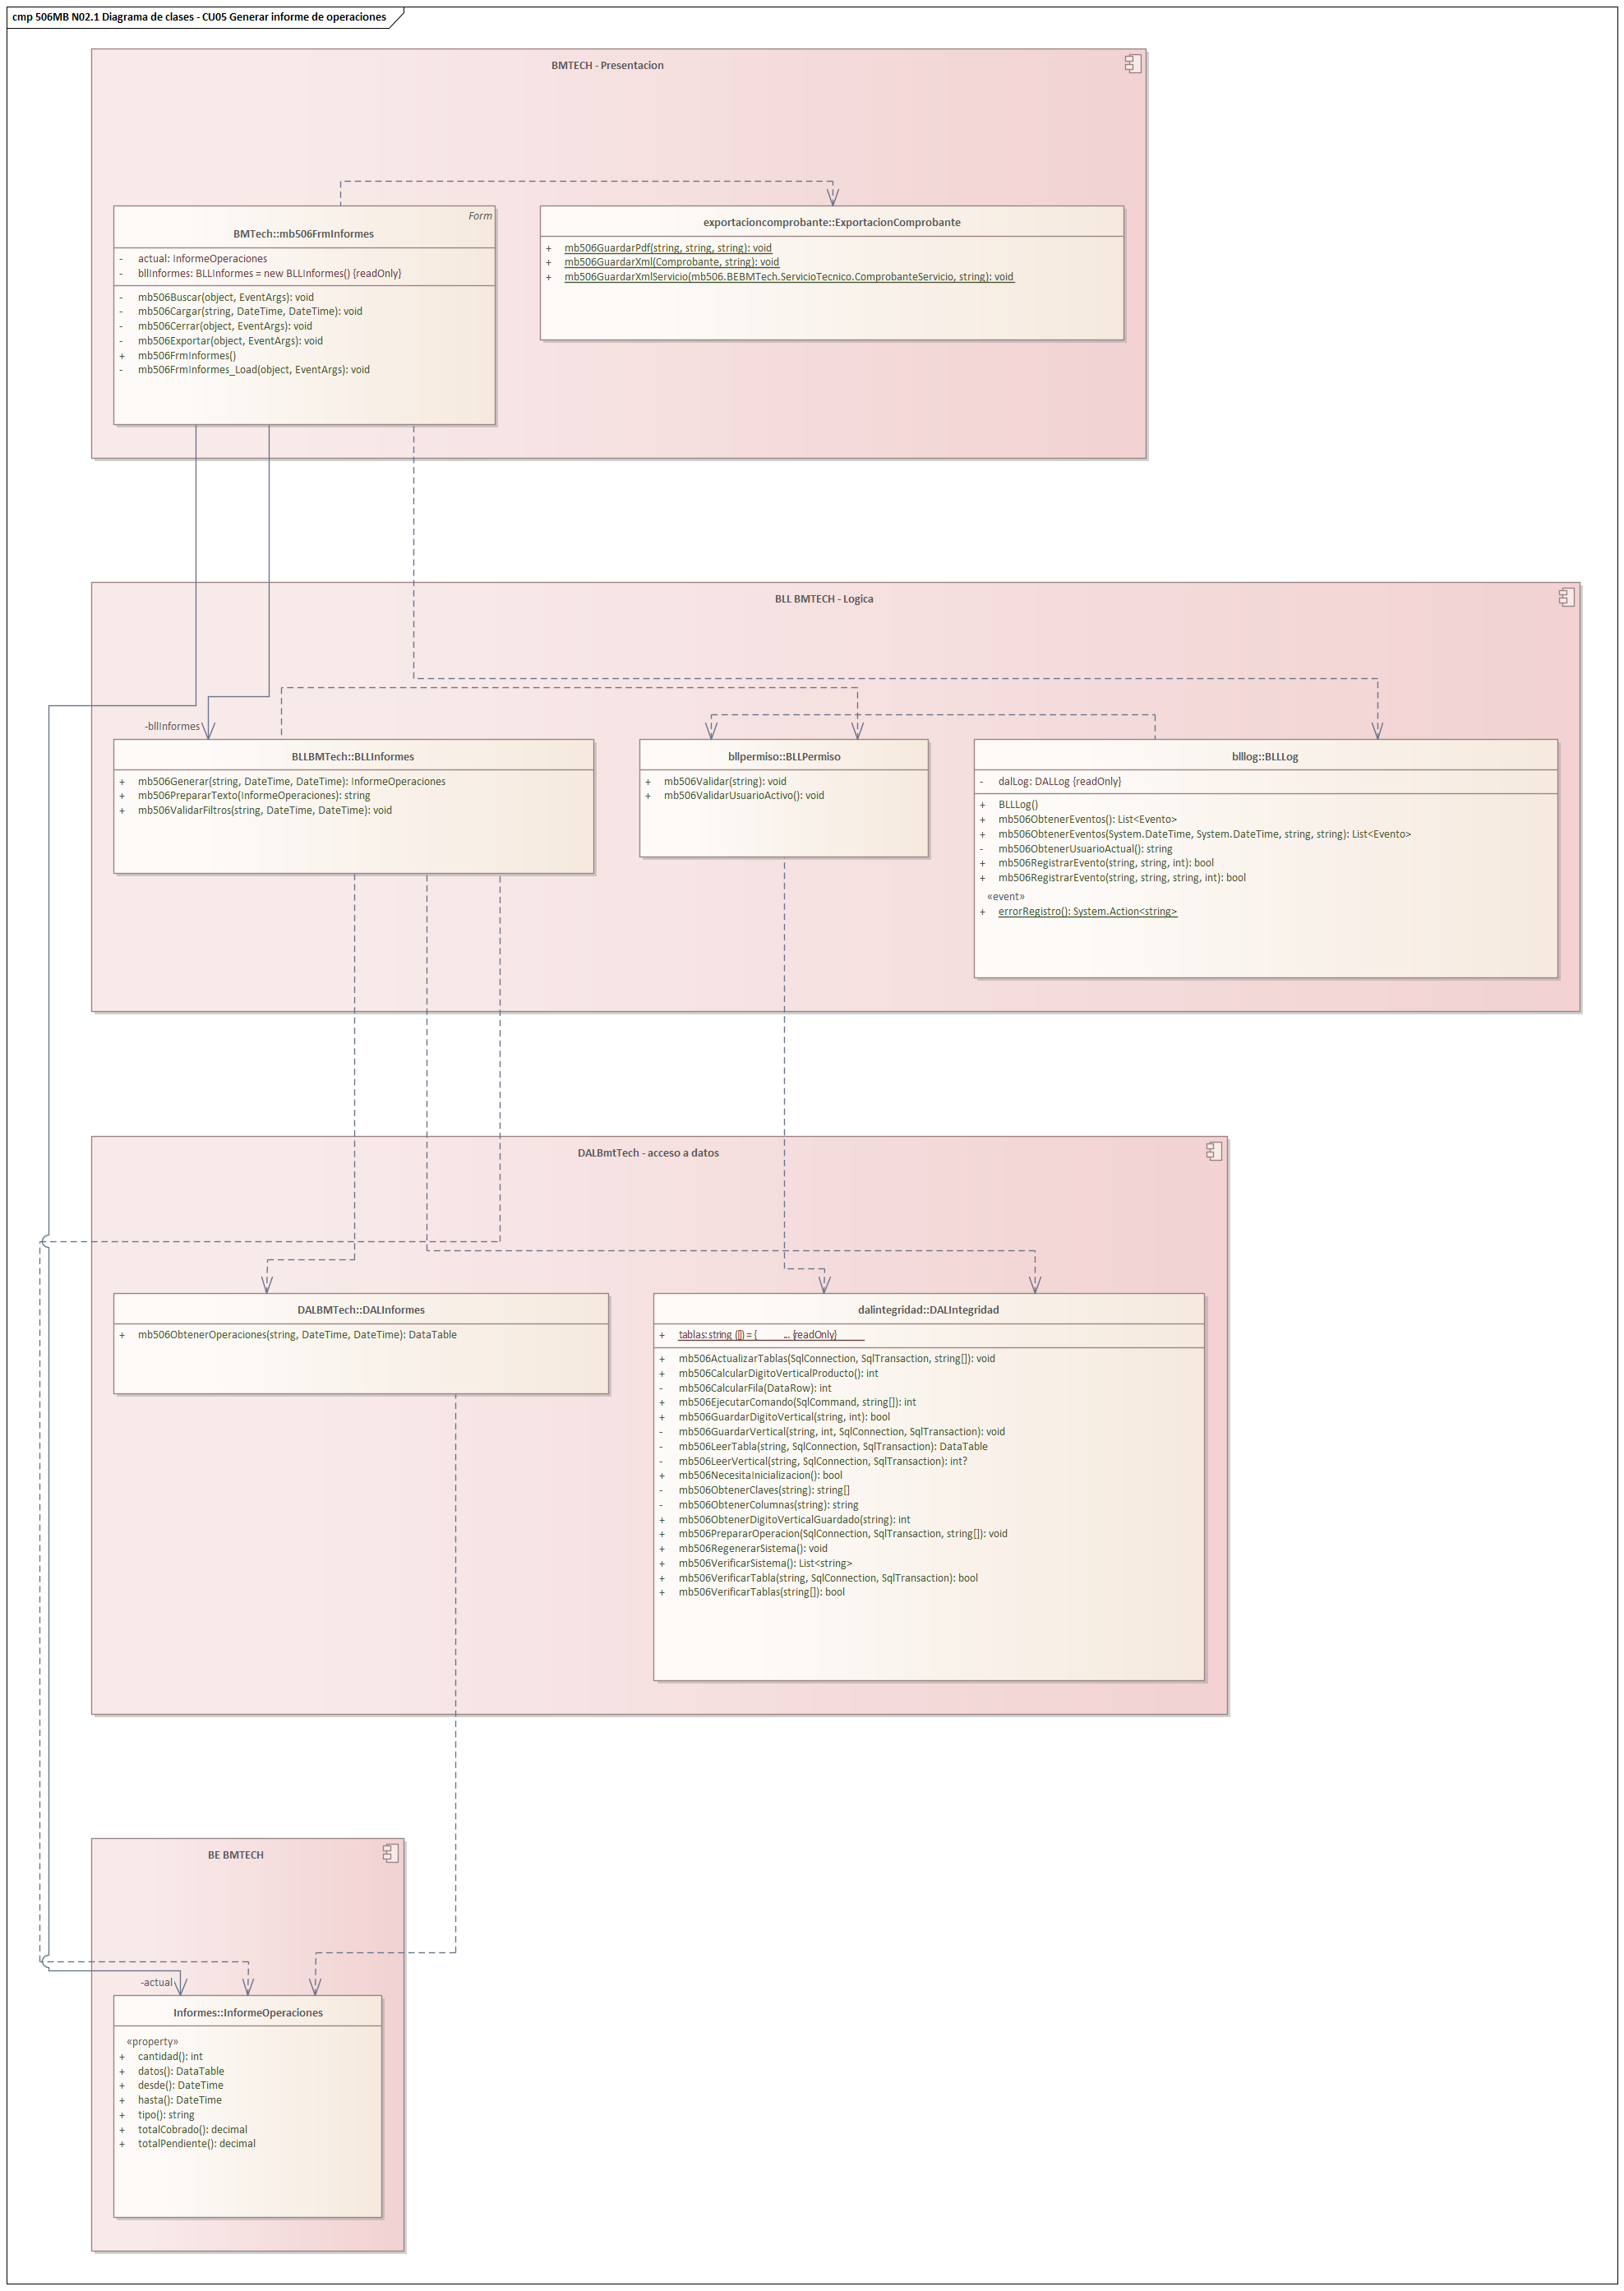 cmp 506MB N02.1 Diagrama de clases - CU05 Generar informe de operaciones
BMTECH - Presentacion
Form
BMTech::mb506FrmInformes
- actual: InformeOperaciones
- bllInformes: BLLInformes = new BLLInformes() {readOnly}
- mb506Buscar(object, EventArgs): void
- mb506Cargar(string, DateTime, DateTime): void
- mb506Cerrar(object, EventArgs): void
- mb506Exportar(object, EventArgs): void
+ mb506FrmInformes()
- mb506FrmInformes_Load(object, EventArgs): void
exportacioncomprobante::ExportacionComprobante
+ mb506GuardarPdf(string, string, string): void
+ mb506GuardarXml(Comprobante, string): void
+ mb506GuardarXmlServicio(mb506.BEBMTech.ServicioTecnico.ComprobanteServicio, string): void
BLL BMTECH - Logica
-bllInformes
BLLBMTech::BLLInformes
+ mb506Generar(string, DateTime, DateTime): InformeOperaciones
+ mb506PrepararTexto(InformeOperaciones): string
+ mb506ValidarFiltros(string, DateTime, DateTime): void
bllpermiso::BLLPermiso
+ mb506Validar(string): void
+ mb506ValidarUsuarioActivo(): void
blllog::BLLLog
- dalLog: DALLog {readOnly}
+ BLLLog()
+ mb506ObtenerEventos(): List<Evento>
+ mb506ObtenerEventos(System.DateTime, System.DateTime, string, string): List<Evento>
- mb506ObtenerUsuarioActual(): string
+ mb506RegistrarEvento(string, string, int): bool
+ mb506RegistrarEvento(string, string, string, int): bool
«event»
+ errorRegistro(): System.Action<string>
DALBmtTech - acceso a datos
DALBMTech::DALInformes
+ mb506ObtenerOperaciones(string, DateTime, DateTime): DataTable
dalintegridad::DALIntegridad
+ tablas: string ([]) = { ... {readOnly}
+ mb506ActualizarTablas(SqlConnection, SqlTransaction, string[]): void
+ mb506CalcularDigitoVerticalProducto(): int
- mb506CalcularFila(DataRow): int
+ mb506EjecutarComando(SqlCommand, string[]): int
+ mb506GuardarDigitoVertical(string, int): bool
- mb506GuardarVertical(string, int, SqlConnection, SqlTransaction): void
- mb506LeerTabla(string, SqlConnection, SqlTransaction): DataTable
- mb506LeerVertical(string, SqlConnection, SqlTransaction): int?
+ mb506NecesitaInicializacion(): bool
- mb506ObtenerClaves(string): string[]
- mb506ObtenerColumnas(string): string
+ mb506ObtenerDigitoVerticalGuardado(string): int
+ mb506PrepararOperacion(SqlConnection, SqlTransaction, string[]): void
+ mb506RegenerarSistema(): void
+ mb506VerificarSistema(): List<string>
+ mb506VerificarTabla(string, SqlConnection, SqlTransaction): bool
+ mb506VerificarTablas(string[]): bool
BE BMTECH
-actual
Informes::InformeOperaciones
«property»
+ cantidad(): int
+ datos(): DataTable
+ desde(): DateTime
+ hasta(): DateTime
+ tipo(): string
+ totalCobrado(): decimal
+ totalPendiente(): decimal